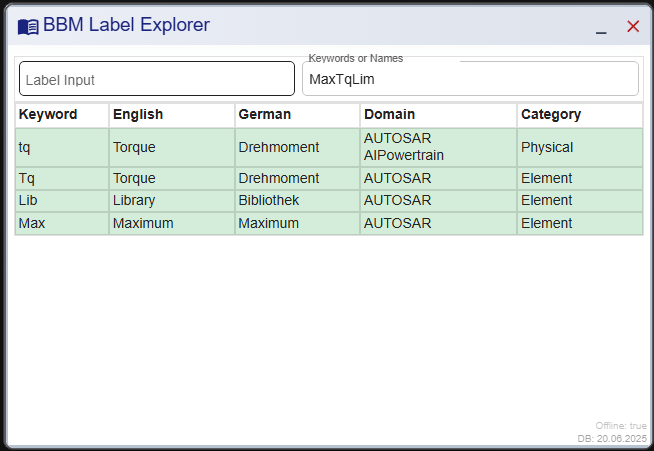 BBM Label Explorer
Keywords or Names
Label Input MaxTqLim
Keyword English German Domain Category
tq Torque Drehmoment AUTOSAR AIPowertrain Physical
Tq Torque Drehmoment AUTOSAR Element
Lib Library Bibliothek AUTOSAR Element
Max Maximum Maximum AUTOSAR Element
Offline: true
DB: 20.06.2025